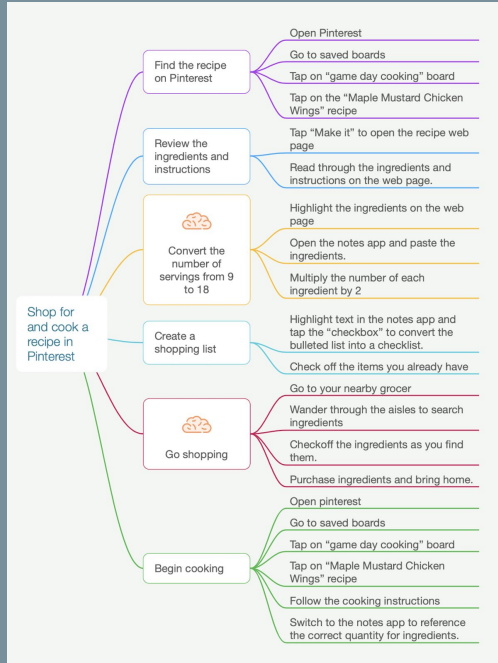 Shop for
and cook a
recipe in
Pinterest
Find the recipe
on Pinterest
Open Pinterest
Go to saved boards
Tap on “game day cooking” board
Tap on the “Maple Mustard Chicken
Wings” recipe
Review the
ingredients and
instructions
Tap “Make it” to open the recipe web
page
Read through the ingredients and
instructions on the web page.
Convert the
number of
servings from 9
to 18
Highlight the ingredients on the web
page
Open the notes app and paste the
ingredients.
Multiply the number of each
ingredient by 2
Create a
shopping list
Highlight text in the notes app and
tap the “checkbox” to convert the
bulleted list into a checklist.
Check off the items you already have
Go shopping
Go to your nearby grocer
Wander through the aisles to search
ingredients
Checkoff the ingredients as you find
them.
Purchase ingredients and bring home.
Begin cooking
Open pinterest
Go to saved boards
Tap on “game day cooking” board
Tap on “Maple Mustard Chicken
Wings” recipe
Follow the cooking instructions
Switch to the notes app to reference
the correct quantity for ingredients.